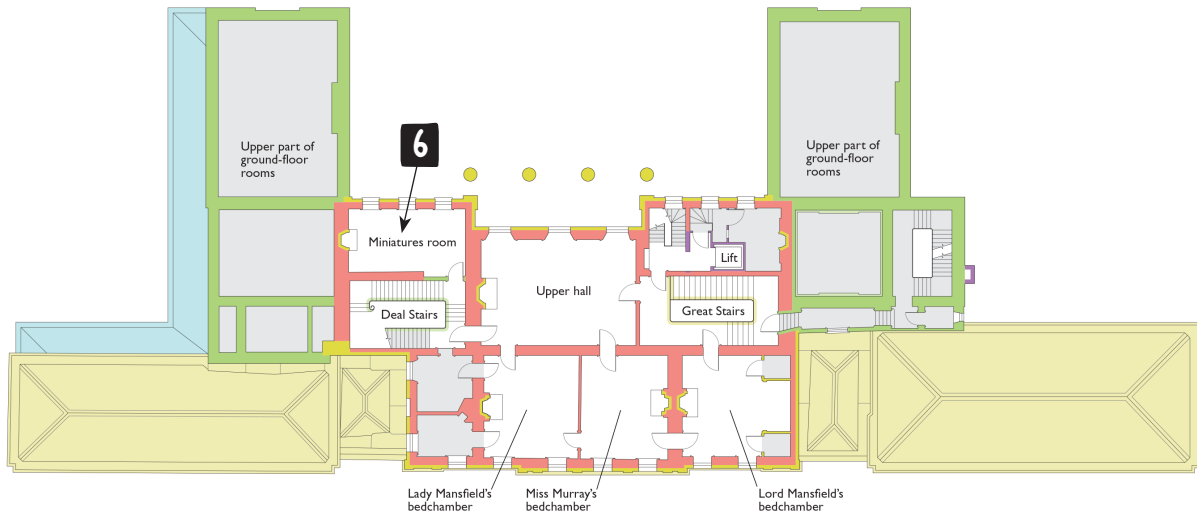 6
Upper part of
ground-floor
rooms
Upper part of
ground-floor
rooms
Miniatures room
Lift
Upper hall
Deal Stairs
Great Stairs
Lady Mansfield's
bedchamber
Miss Murray's
bedchamber
Lord Mansfield's
bedchamber